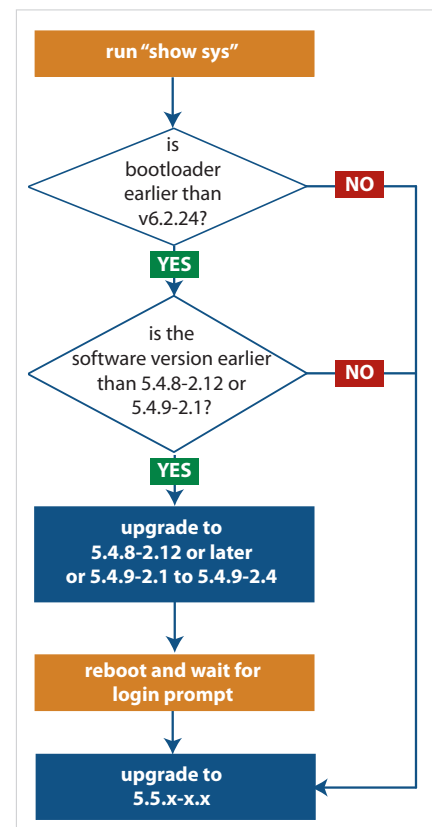 run “show sys”
is
bootloader
earlier than
v6.2.24?
NO
YES
is the
software version earlier
than 5.4.8-2.12 or
5.4.9-2.1?
NO
YES
upgrade to
5.4.8-2.12 or later
or 5.4.9-2.1 to 5.4.9-2.4
reboot and wait for
login prompt
upgrade to
5.5.x-x.x